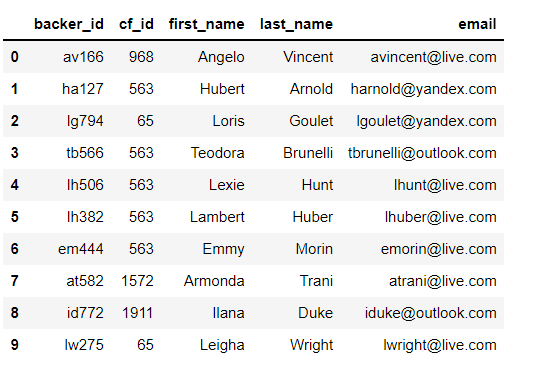 backer_id cf_id first_name last_name email
0 av166 968 Angelo Vincent avincent@live.com
1 ha127 563 Hubert Arnold harnold@yandex.com
2 lg794 65 Loris Goulet lgoulet@yandex.com
3 tb566 563 Teodora Brunelli tbrunelli@outlook.com
4 lh506 563 Lexie Hunt lhunt@live.com
5 lh382 563 Lambert Huber lhuber@live.com
6 em444 563 Emmy Morin emorin@live.com
7 at582 1572 Armonda Trani atrani@live.com
8 id772 1911 Ilana Duke iduke@outlook.com
9 lw275 65 Leigha Wright lwright@live.com